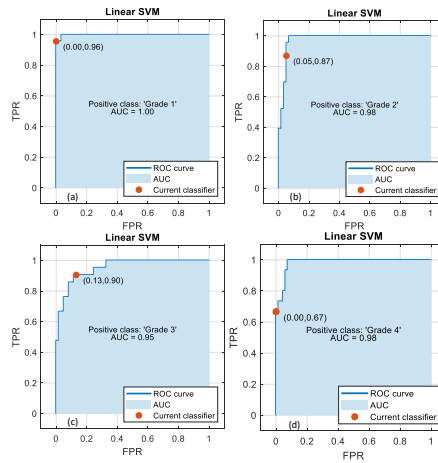 Linear SVM
1
0.8
0.6
0.4
0.2
0
TPR
(0.00,0.96)
Positive class: 'Grade 1'
AUC = 1.00
ROC curve
AUC
Current classifier
(a)
0 0.2 0.4 0.6 0.8 1
FPR
Linear SVM
1
0.8
0.6
0.4
0.2
0
TPR
(0.05,0.87)
Positive class: 'Grade 2'
AUC = 0.98
ROC curve
AUC
Current classifier
(b)
0 0.2 0.4 0.6 0.8 1
FPR
Linear SVM
1
0.8
0.6
0.4
0.2
0
TPR
(0.13,0.90)
Positive class: 'Grade 3'
AUC = 0.95
ROC curve
AUC
Current classifier
(c)
0 0.2 0.4 0.6 0.8 1
FPR
Linear SVM
1
0.8
0.6
0.4
0.2
0
TPR
(0.00,0.67)
Positive class: 'Grade 4'
AUC = 0.98
ROC curve
AUC
Current classifier
(d)
0 0.2 0.4 0.6 0.8 1
FPR